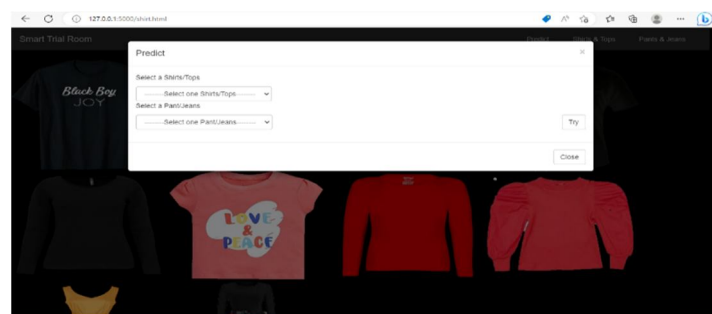 127.0.0.1:5000/shirt.html
Smart Trial Room
Predict
Shirts & Tops
Pants & Jeans
Predict
×
Select a Shirts/Tops
---------Select one Shirts/Tops---------
Select a Pant/Jeans
---------Select one Pant/Jeans---------
Try
Close
Black Boy
JOY
LOVE
&
PEACE